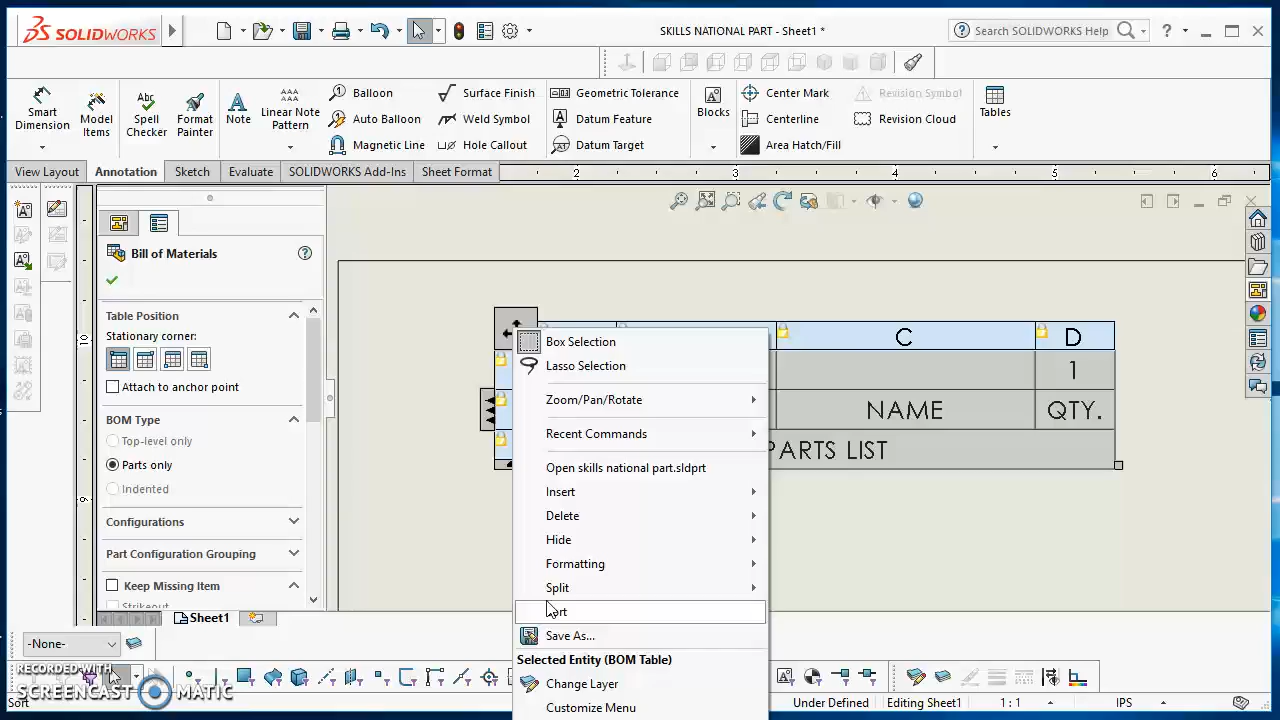 SOLIDWORKS
SKILLS NATIONAL PART - Sheet1 *
Search SOLIDWORKS Help
?
Smart Dimension
Model Items
Abc
Spell Checker
Format Painter
A
Note
AAA
AAA
Linear Note Pattern
Balloon
Auto Balloon
Magnetic Line
Surface Finish
Weld Symbol
Hole Callout
Geometric Tolerance
Datum Feature
Datum Target
Blocks
Center Mark
Centerline
Area Hatch/Fill
Revision Symbol
Revision Cloud
Tables
View Layout
Annotation
Sketch
Evaluate
SOLIDWORKS Add-Ins
Sheet Format
2
3
4
5
6
Bill of Materials
?
Table Position
Stationary corner:
Attach to anchor point
BOM Type
Top-level only
Parts only
Indented
Configurations
Part Configuration Grouping
Keep Missing Item
Strikeout
C
D
1
NAME
QTY.
PARTS LIST
Box Selection
Lasso Selection
Zoom/Pan/Rotate
Recent Commands
Open skills national part.sldprt
Insert
Delete
Hide
Formatting
Split
Sort
Save As...
Selected Entity (BOM Table)
Change Layer
Customize Menu
Sheet1
-None-
RECORDED WITH
SCREENCAST MATIC
Sort
Under Defined
Editing Sheet1
1 : 1
IPS